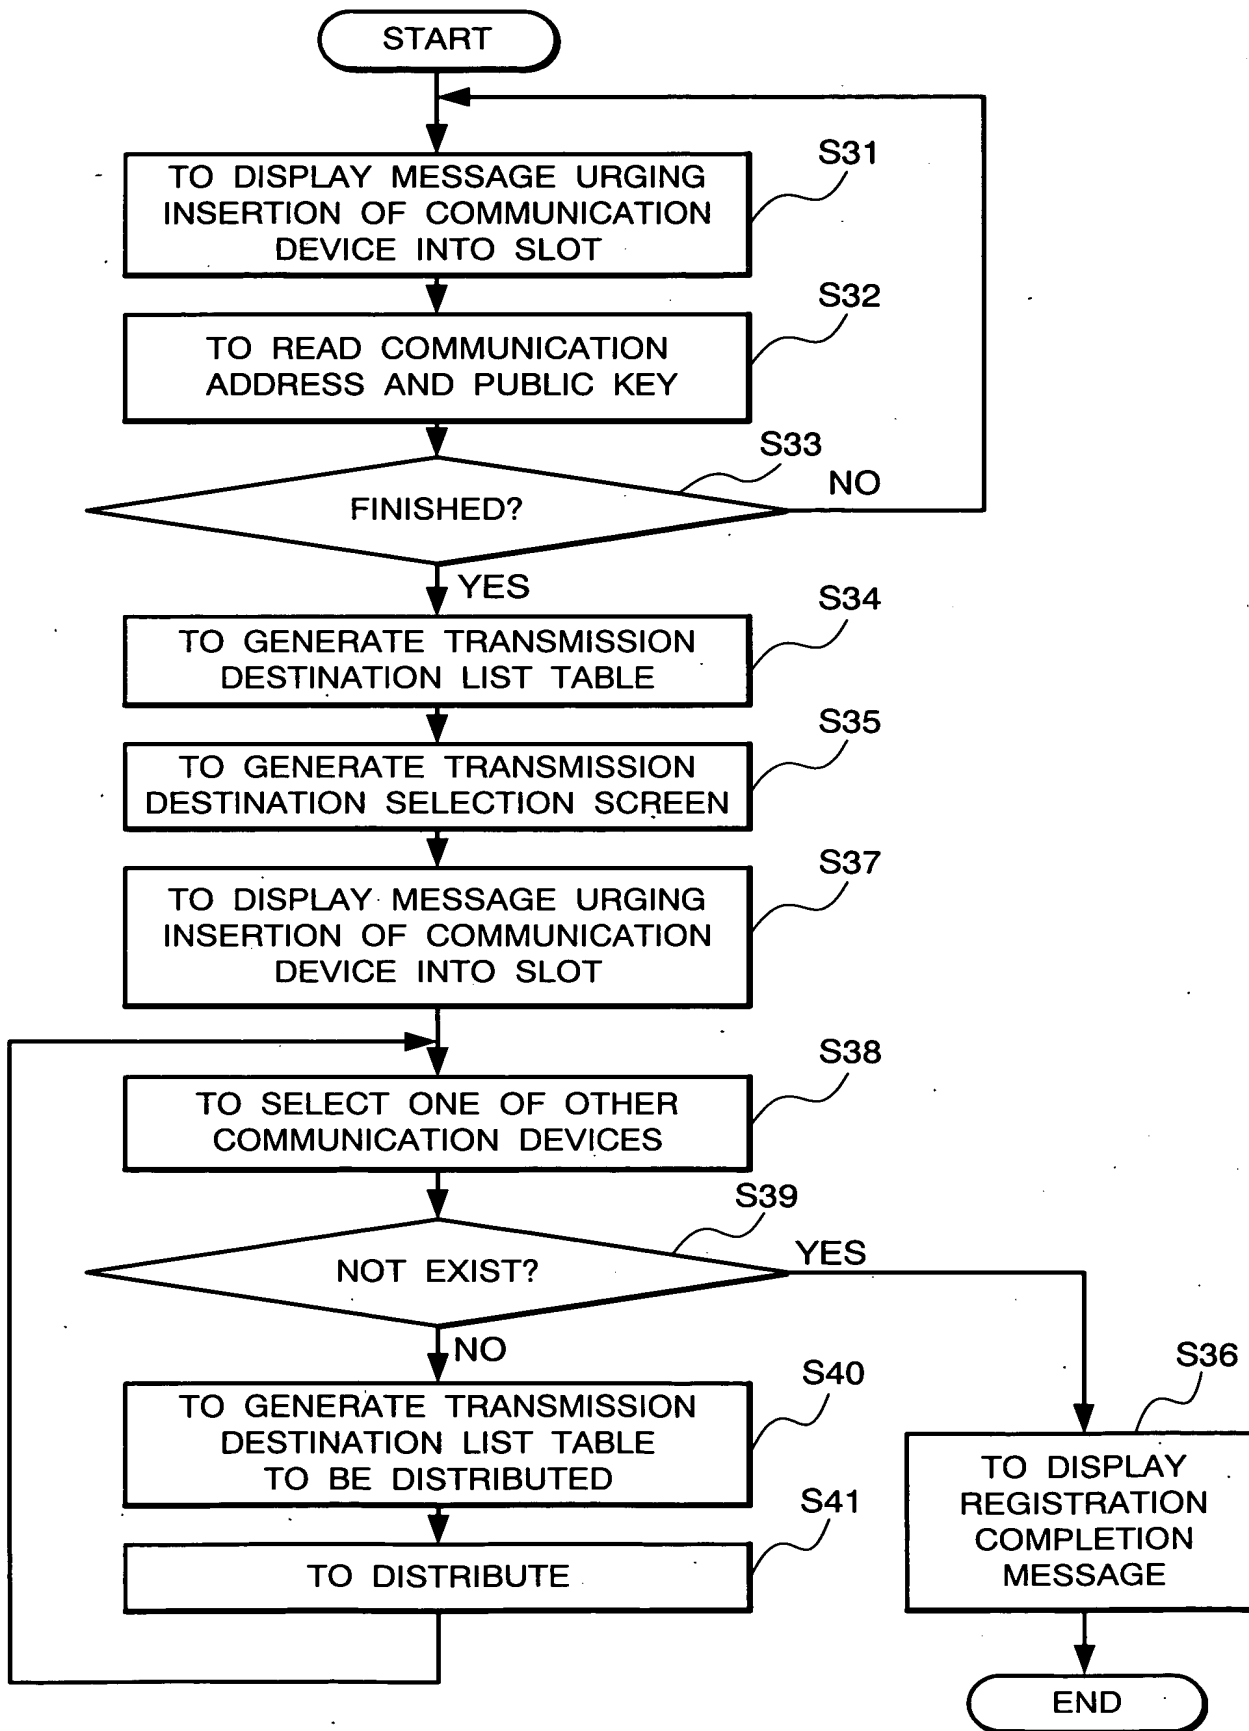 START
TO DISPLAY MESSAGE URGING
INSERTION OF COMMUNICATION
DEVICE INTO SLOT
S31
TO READ COMMUNICATION
ADDRESS AND PUBLIC KEY
S32
FINISHED?
S33
NO
YES
TO GENERATE TRANSMISSION
DESTINATION LIST TABLE
S34
TO GENERATE TRANSMISSION
DESTINATION SELECTION SCREEN
S35
TO DISPLAY MESSAGE URGING
INSERTION OF COMMUNICATION
DEVICE INTO SLOT
S37
TO SELECT ONE OF OTHER
COMMUNICATION DEVICES
S38
NOT EXIST?
S39
YES
NO
TO GENERATE TRANSMISSION
DESTINATION LIST TABLE
TO BE DISTRIBUTED
S40
TO DISTRIBUTE
S41
S36
TO DISPLAY
REGISTRATION
COMPLETION
MESSAGE
END